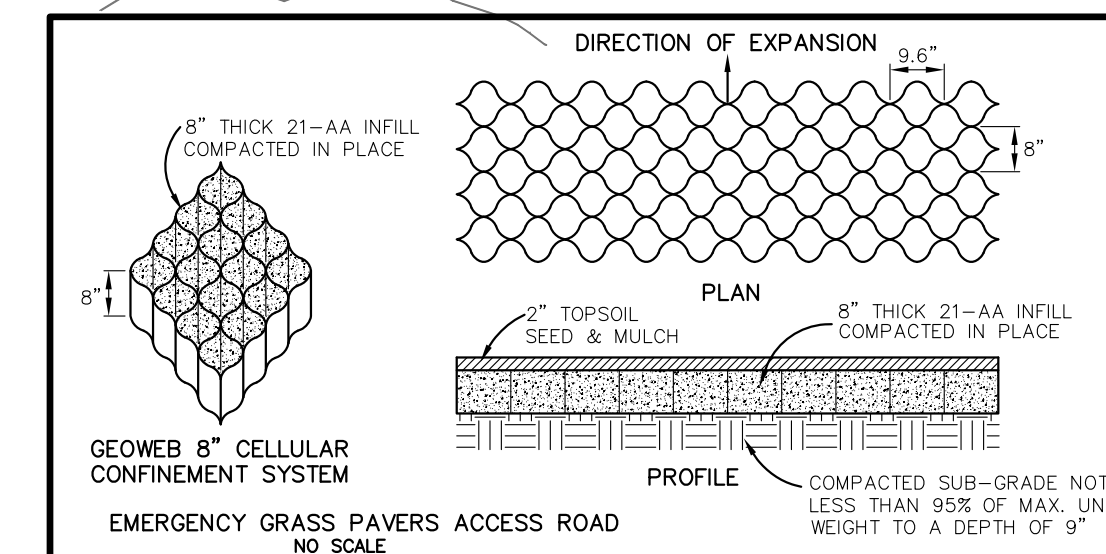 DIRECTION OF EXPANSION
9.6”
8” THICK 21-AA INFILL
COMPACTED IN PLACE
8”
8”
PLAN
2” TOPSOIL
SEED & MULCH
8” THICK 21-AA INFILL
COMPACTED IN PLACE
GEOWEB 8” CELLULAR
CONFINEMENT SYSTEM
PROFILE
COMPACTED SUB-GRADE NOT
LESS THAN 95% OF MAX. UN
WEIGHT TO A DEPTH OF 9”
EMERGENCY GRASS PAVERS ACCESS ROAD
NO SCALE